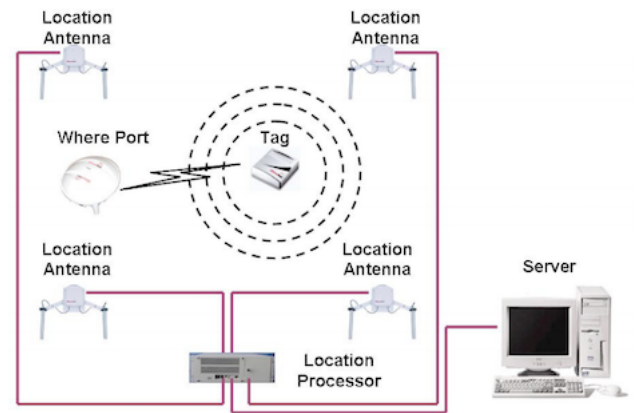 Location
Antenna
Location
Antenna
Where Port
Tag
Location
Antenna
Location
Antenna
Server
Location
Processor